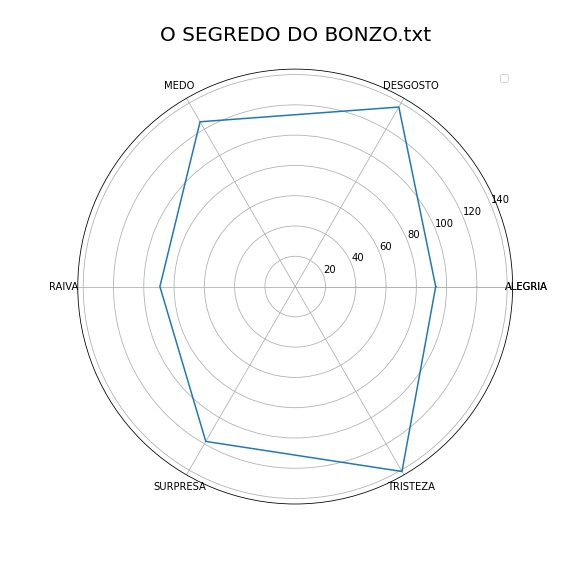 O SEGREDO DO BONZO.txt
MEDO
DESGOSTO
140
120
100
80
60
40
20
RAIVA
ALEGRIA
SURPRESA
TRISTEZA